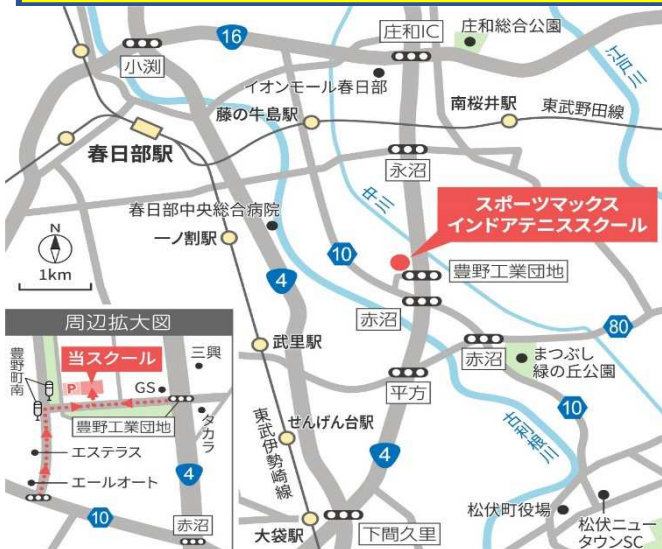 16
庄和IC
庄和総合公園
小渕
江戸川
イオンモール春日部
藤の牛島駅
南桜井駅
東武野田線
春日部駅
永沼
中川
スポーツマックス
インドアテニススクール
春日部中央総合病院
一ノ割駅
N
1km
4
10
豊野工業団地
赤沼
80
武里駅
赤沼
まつぶし
緑の丘公園
平方
10
東武伊勢崎線
せんげん台駅
4
古利根川
大袋駅
下間久里
松伏町役場
松伏ニュー
タウンSC
周辺拡大図
豊野町南
当スクール
P
GS
三興
豊野工業団地
タカラ
エステラス
エールオート
4
10
赤沼